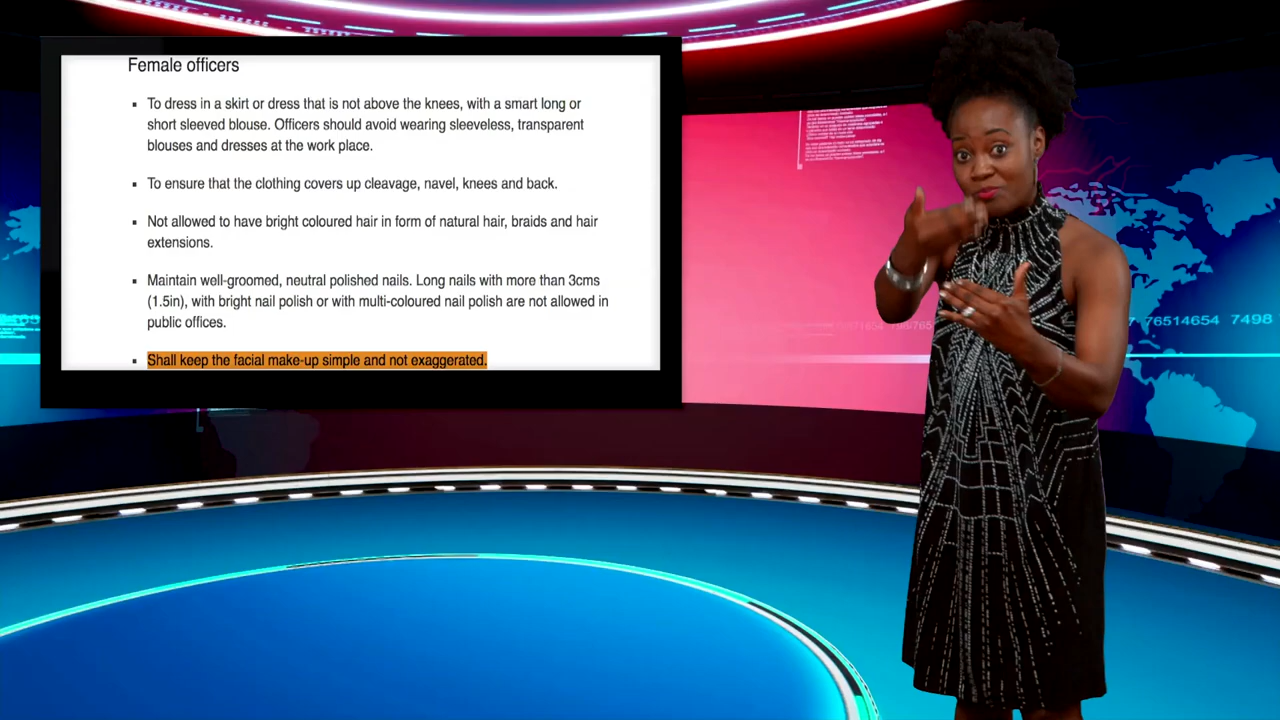 Female officers
▪ To dress in a skirt or dress that is not above the knees, with a smart long or
short sleeved blouse. Officers should avoid wearing sleeveless, transparent
blouses and dresses at the work place.
▪ To ensure that the clothing covers up cleavage, navel, knees and back.
▪ Not allowed to have bright coloured hair in form of natural hair, braids and hair
extensions.
▪ Maintain well-groomed, neutral polished nails. Long nails with more than 3cms
(1.5in), with bright nail polish or with multi-coloured nail polish are not allowed in
public offices.
▪ Shall keep the facial make-up simple and not exaggerated.
76514654 7498